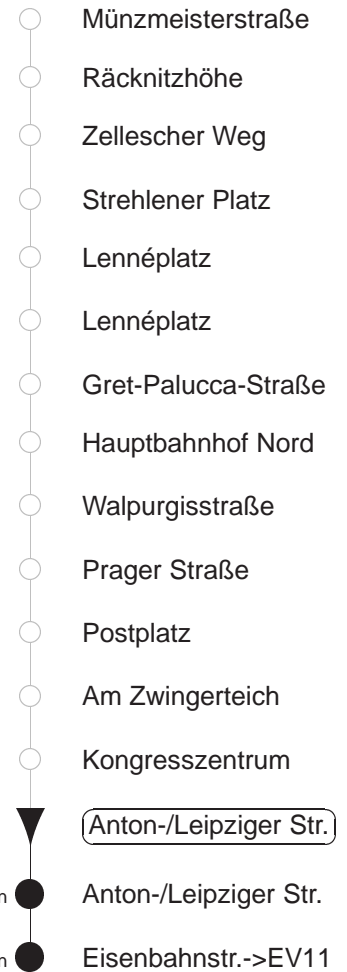 Münzmeisterstraße
Räcknitzhöhe
Zellescher Weg
Strehlener Platz
Lennéplatz
Lennéplatz
Gret-Palucca-Straße
Hauptbahnhof Nord
Walpurgisstraße
Prager Straße
Postplatz
Am Zwingerteich
Kongresszentrum
Anton-/Leipziger Str.
Anton-/Leipziger Str.
Eisenbahnstr.->EV11